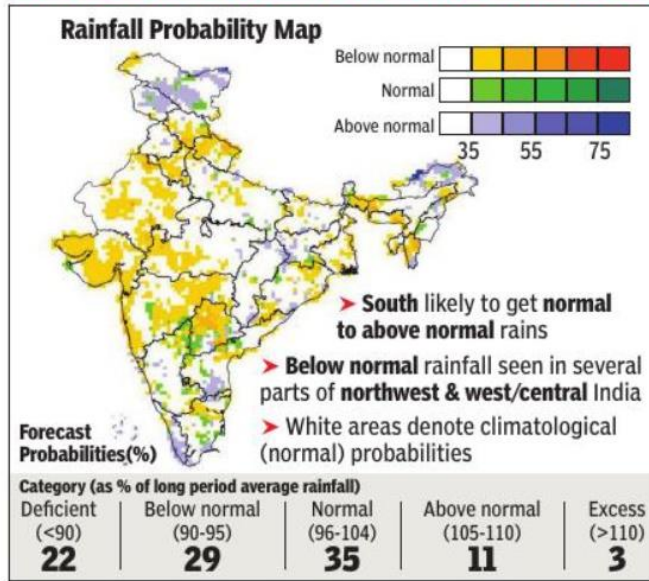 Rainfall Probability Map
Below normal
Normal
Above normal
35 55 75
➤ South likely to get normal
to above normal rains
➤ Below normal rainfall seen in several
parts of northwest & west/central India
➤ White areas denote climatological
(normal) probabilities
Forecast
Probabilities(%)
Category (as % of long period average rainfall)
Deficient Below normal Normal Above normal Excess
(<90) (90-95) (96-104) (105-110) (>110)
22 29 35 11 3